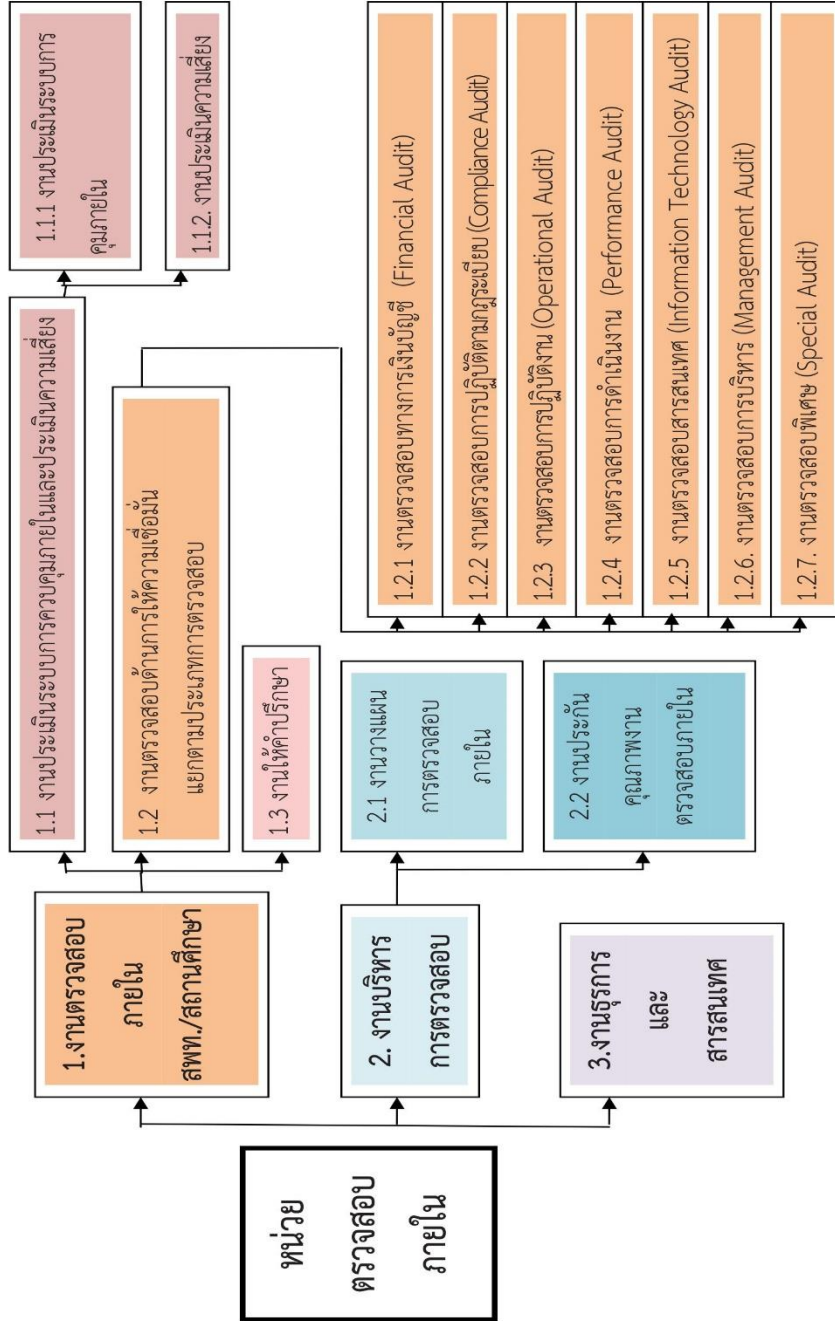 หน่วย
ตรวจสอบ
ภายใน
1.งานตรวจสอบ
ภายใน
สพท./สถานศึกษา
1.1 งานประเมินระบบการควบคุมภายในและประเมินความเสี่ยง
1.1.1 งานประเมินระบบการ
คุมภายใน
1.1.2. งานประเมินความเสี่ยง
1.2 งานตรวจสอบด้านการให้ความเชื่อมั่น
แยกตามประเภทการตรวจสอบ
1.2.1 งานตรวจสอบทางการเงินบัญชี (Financial Audit)
1.2.2 งานตรวจสอบการปฏิบัติตามกฎระเบียบ (Compliance Audit)
1.2.3 งานตรวจสอบการปฏิบัติงาน (Operational Audit)
1.2.4 งานตรวจสอบการดำเนินงาน (Performance Audit)
1.2.5 งานตรวจสอบสารสนเทศ (Information Technology Audit)
1.2.6. งานตรวจสอบการบริหาร (Management Audit)
1.2.7. งานตรวจสอบพิเศษ (Special Audit)
1.3 งานให้คำปรึกษา
2. งานบริหาร
การตรวจสอบ
2.1 งานวางแผน
การตรวจสอบ
ภายใน
2.2 งานประกัน
คุณภาพงาน
ตรวจสอบภายใน
3.งานธุรการ
และ
สารสนเทศ